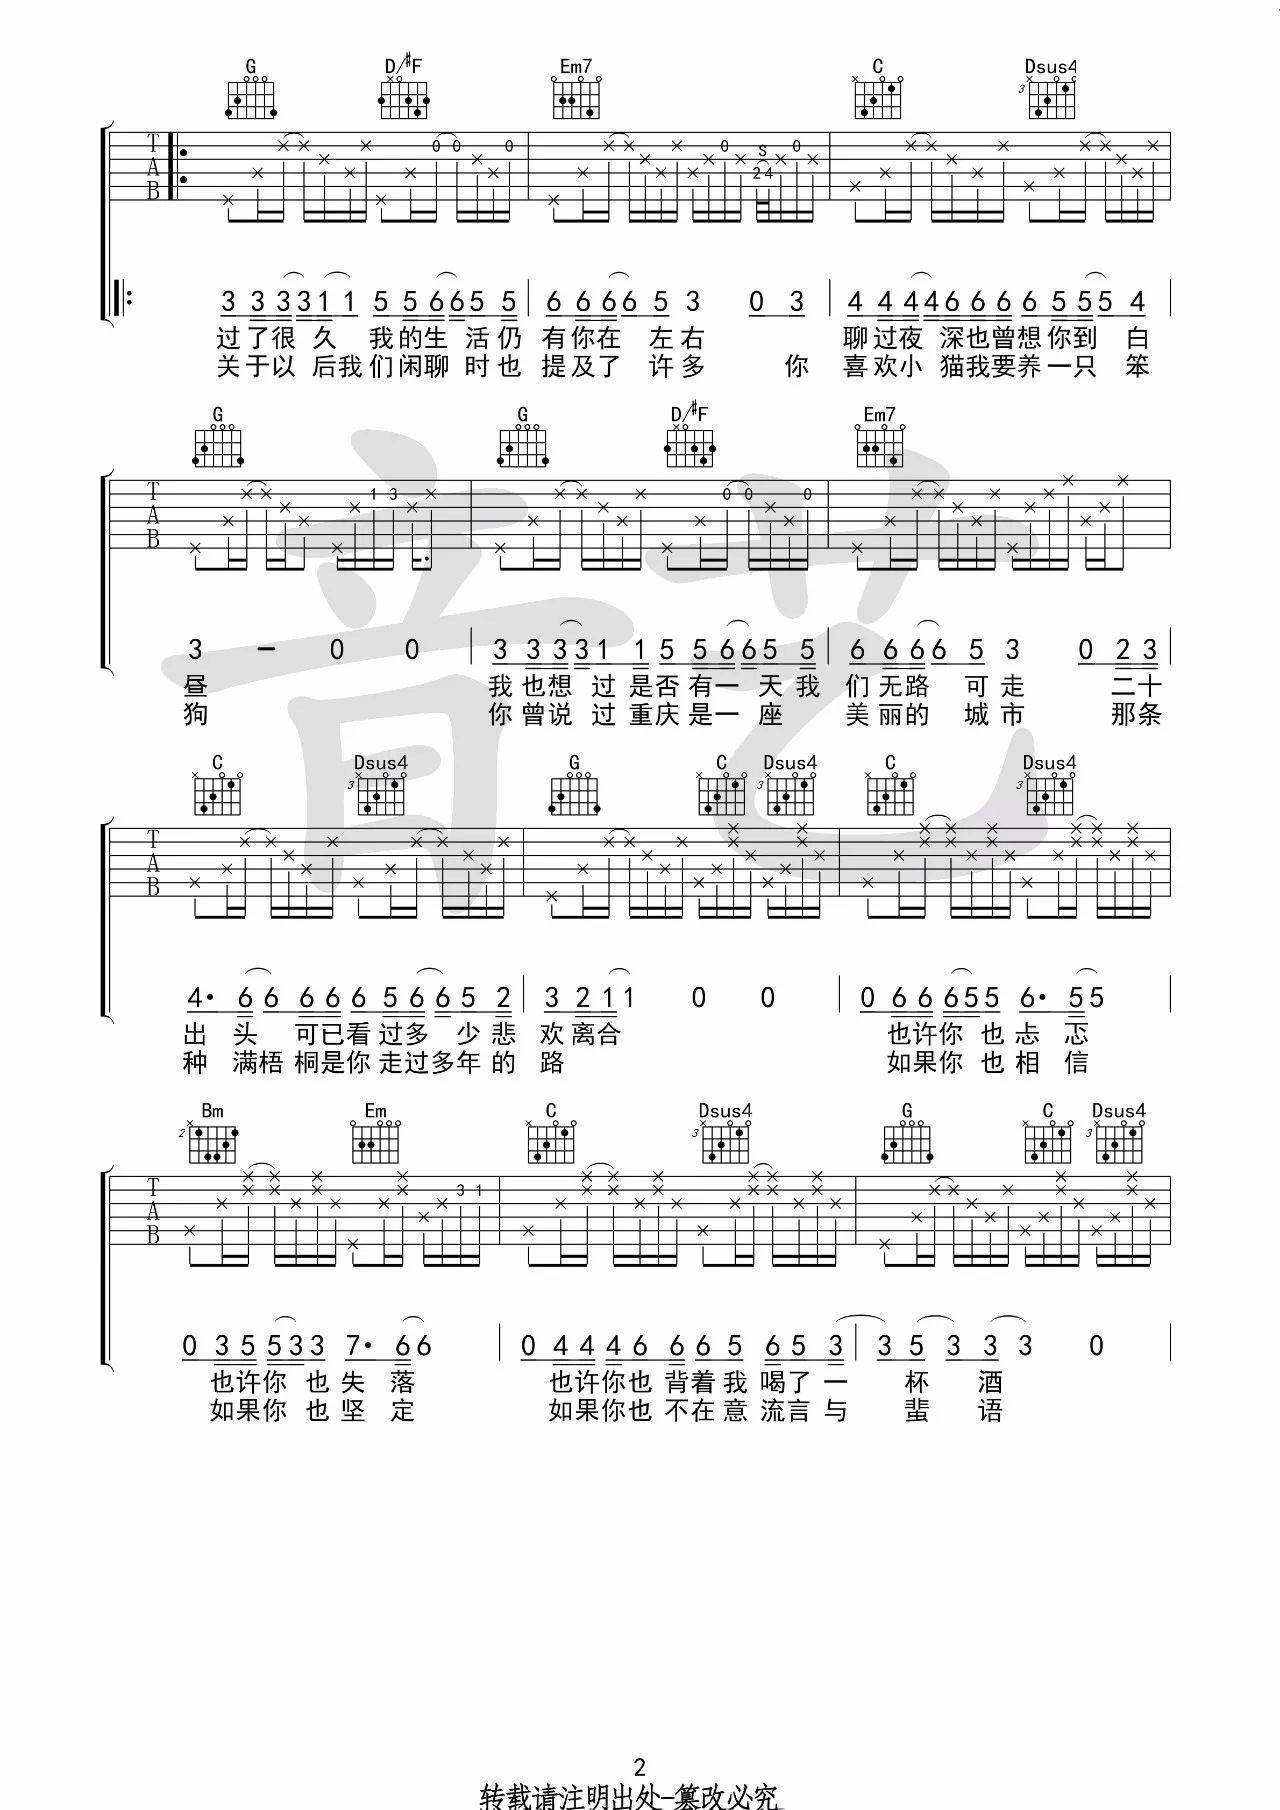 G D/#F Em7 C Dsus4
3
T A B
0 0 0 0 S 2 4 0
3 3 3 3 1 1 5 5 6 6 5 5 | 6 6 6 6 5 3 0 3 | 4 4 4 4 6 6 6 6 5 5 5 4 |
过了很 久 我的生 活仍 有你在 左右 聊过夜 深也曾想你到 白
关于以 后我们闲聊 时也 提及了 许多 你 喜欢小 猫我要养一只 笨
G G D/#F Em7
T A B
1 3 0 0 0
3 - 0 0 | 3 3 3 3 1 1 5 5 6 6 5 5 | 6 6 6 6 5 3 0 2 3
昼 我也想 过是否有一 天我 们无路 可走 二十
狗 你曾说 过重庆是一 座 美丽的 城市 那条
C Dsus4 G C Dsus4 C Dsus4
3 3 3
T A B
4· 6 6 6 6 6 5 6 6 5 2 | 3 2 1 1 0 0 | 0 6 6 6 5 5 6· 5 5 |
出 头 可已看过多 少悲 欢离合 也许你 也忐 忑
种 满梧 桐是你走过多年的 路 如果你 也相 信
Bm Em C Dsus4 G C Dsus4
2 3 3
T A B
3 1
0 3 5 5 3 3 7· 6 6 | 0 4 4 4 6 6 6 5 6 5 3 | 3 5 3 3 3 0 |
也许你 也失 落 也许你也 背着我 喝了一 杯 酒
如果你 也坚 定 如果你也 不在意 流言与 蜚 语
音艺
2
转载请注明出处-篡改必究